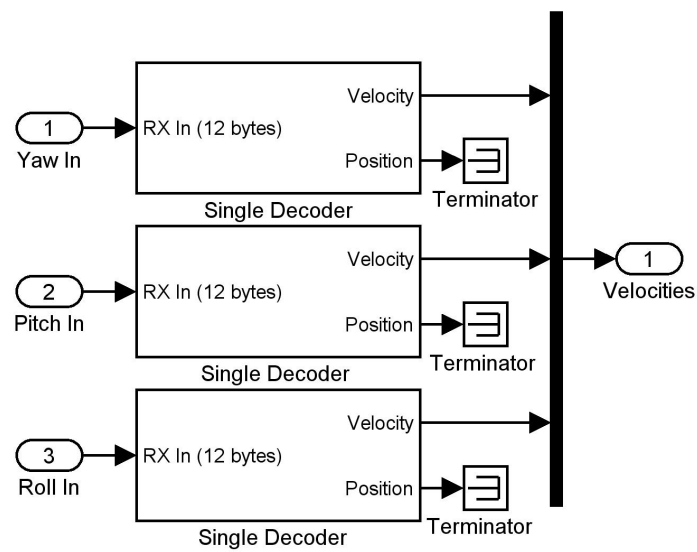 Velocity
1
RX In (12 bytes)
Yaw In
Position
Terminator
Single Decoder
Velocity
1
2
RX In (12 bytes)
Velocities
Pitch In
Position
Terminator
Single Decoder
Velocity
3
RX In (12 bytes)
Roll In
Position
Terminator
Single Decoder